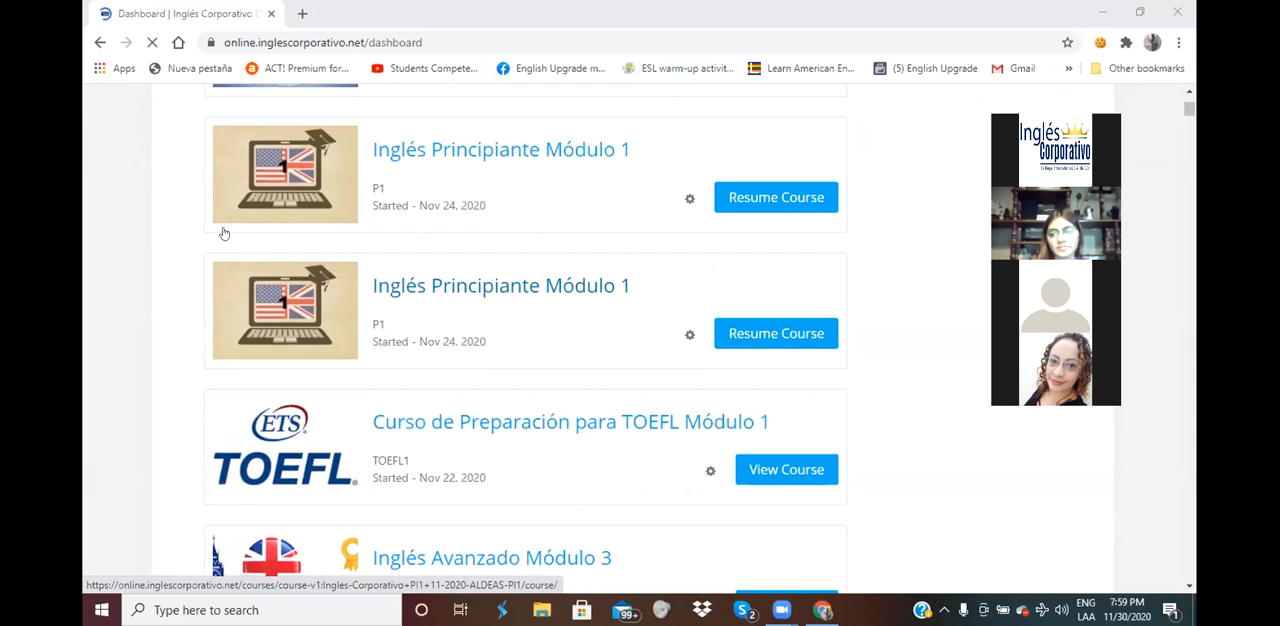 Dashboard | Inglés Corporativo
online.inglescorporativo.net/dashboard
Apps
Nueva pestaña
ACT! Premium for...
Students Compete...
English Upgrade m...
ESL warm-up activit...
Learn American En...
(5) English Upgrade
Gmail
»
Other bookmarks
Inglés Principiante Módulo 1
P1
Started - Nov 24, 2020
Resume Course
1
Inglés Principiante Módulo 1
P1
Started - Nov 24, 2020
Resume Course
1
ETS
TOEFL
Curso de Preparación para TOEFL Módulo 1
TOEFL1
Started - Nov 22, 2020
View Course
Inglés Avanzado Módulo 3
Inglés
Corporativo
https://online.inglescorporativo.net/courses/course-v1:Ingles-Corporativo+PI1+11-2020-ALDEAS-PI1/course/
Type here to search
99+
2
ENG
LAA
7:59 PM
11/30/2020
1